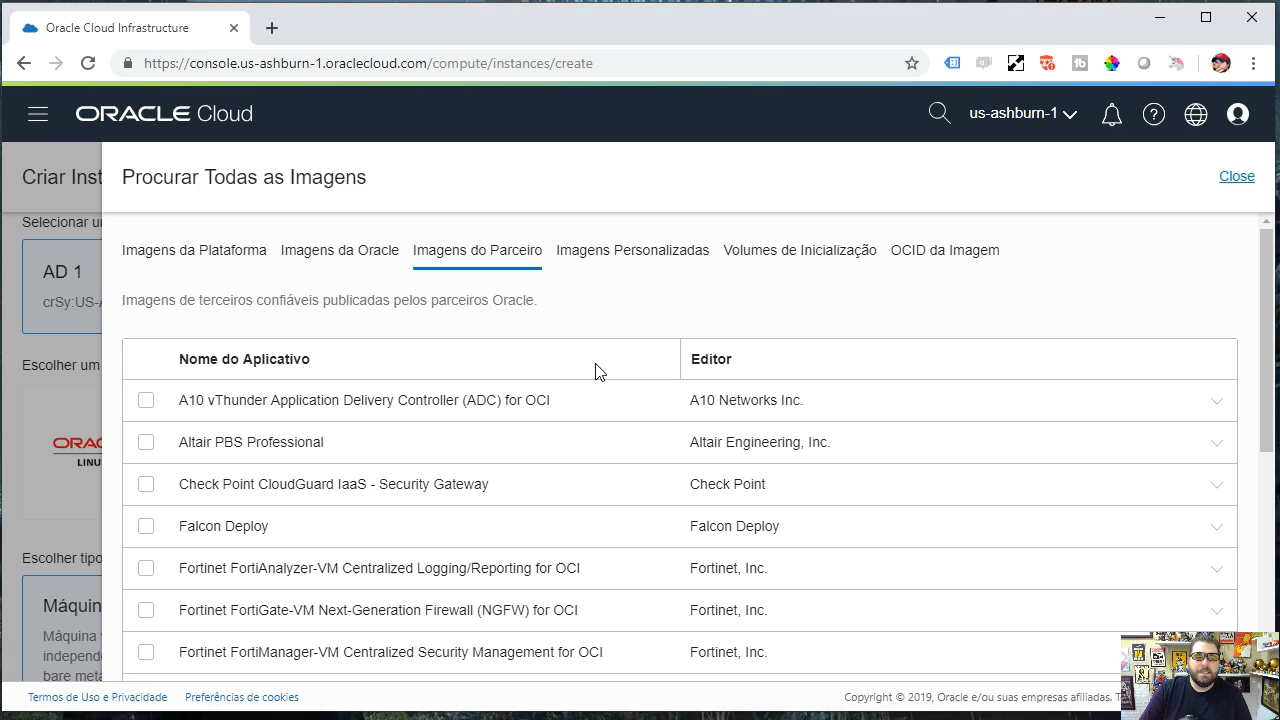 Oracle Cloud Infrastructure
https://console.us-ashburn-1.oraclecloud.com/compute/instances/create
ORACLE Cloud
us-ashburn-1
Criar Inst
Procurar Todas as Imagens
Close
Selecionar u
Imagens da Plataforma
Imagens da Oracle
Imagens do Parceiro
Imagens Personalizadas
Volumes de Inicialização
OCID da Imagem
AD 1
crSy:US-A
Imagens de terceiros confiáveis publicadas pelos parceiros Oracle.
Escolher um
Nome do Aplicativo
Editor
A10 vThunder Application Delivery Controller (ADC) for OCI
A10 Networks Inc.
Altair PBS Professional
Altair Engineering, Inc.
ORAC
LINU
Check Point CloudGuard IaaS - Security Gateway
Check Point
Falcon Deploy
Falcon Deploy
Escolher tipo
Fortinet FortiAnalyzer-VM Centralized Logging/Reporting for OCI
Fortinet, Inc.
Máquin
Fortinet FortiGate-VM Next-Generation Firewall (NGFW) for OCI
Fortinet, Inc.
Máquina v
independe
bare meta
Fortinet FortiManager-VM Centralized Security Management for OCI
Fortinet, Inc.
Termos de Uso e Privacidade
Preferências de cookies
Copyright © 2019, Oracle e/ou suas empresas afiliadas. T